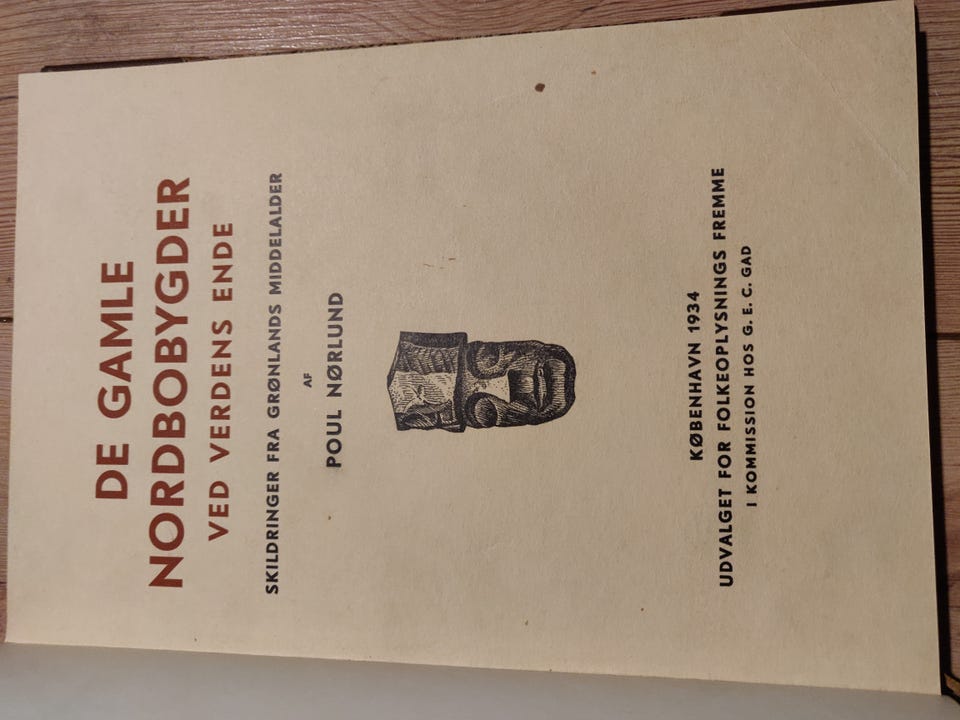 DE GAMLE
NORDBOBYGDER
VED VERDENS ENDE
SKILDRINGER FRA GRØNLANDS MIDDELALDER
AF
POUL NØRLUND
KØBENHAVN 1934
UDVALGET FOR FOLKEOPLYSNINGS FREMME
I KOMMISSION HOS G. E. C. GAD